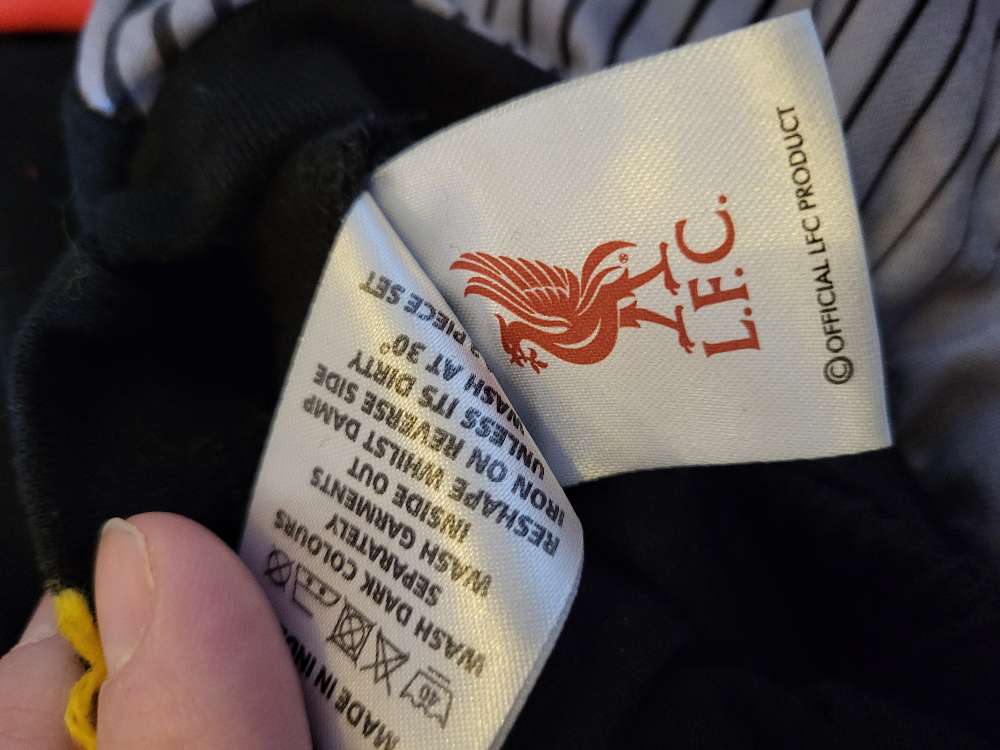 L.F.C.
© OFFICIAL LFC PRODUCT
MADE IN
40
WASH DARK COLOURS
SEPARATELY
WASH GARMENTS
INSIDE OUT
RESHAPE WHILST DAMP
IRON ON REVERSE SIDE
UNLESS ITS DIRTY
WASH AT 30°
PIECE SET